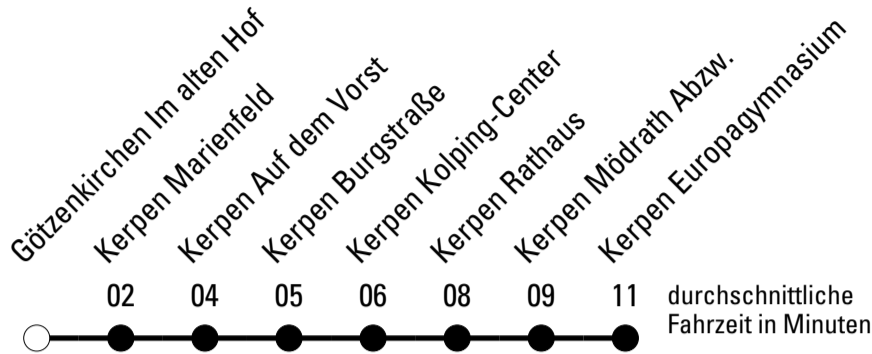 Götzenkirchen Im alten Hof
Kerpen Marienfeld
Kerpen Auf dem Vorst
Kerpen Burgstraße
Kerpen Kolping-Center
Kerpen Rathaus
Kerpen Mödrath Abzw.
Kerpen Europagymnasium
02 04 05 06 08 09 11
durchschnittliche
Fahrzeit in Minuten